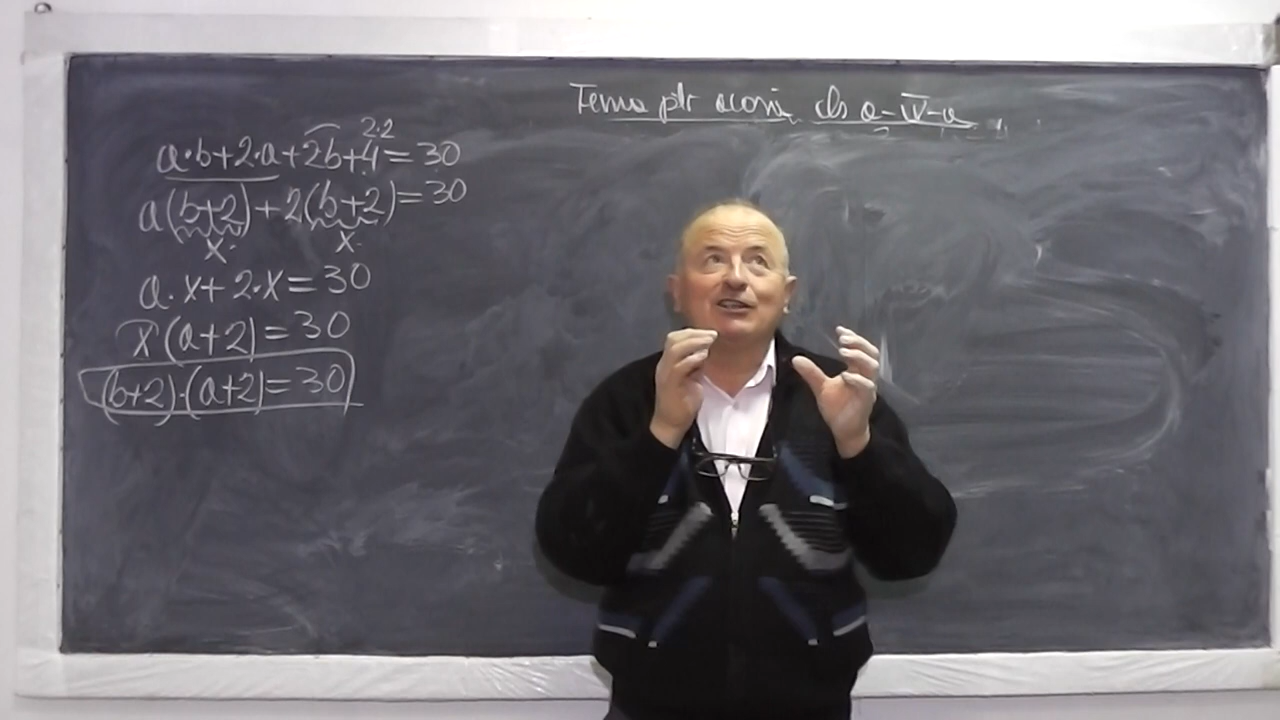 Tema ptr acasă cls a-IV-a
2·2
a·b+2·a+2b+4=30
a(b+2)+2(b+2)=30
x x
a·x+2·x=30
x(a+2)=30
(b+2)·(a+2)=30